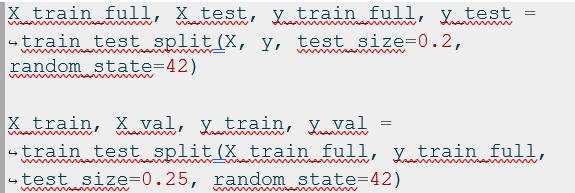 X_train_full, X_test, y_train_full, y_test =
↪train_test_split(X, y, test_size=0.2,
random_state=42)
X_train, X_val, y_train, y_val =
↪train_test_split(X_train_full, y_train_full,
↪test_size=0.25, random_state=42)